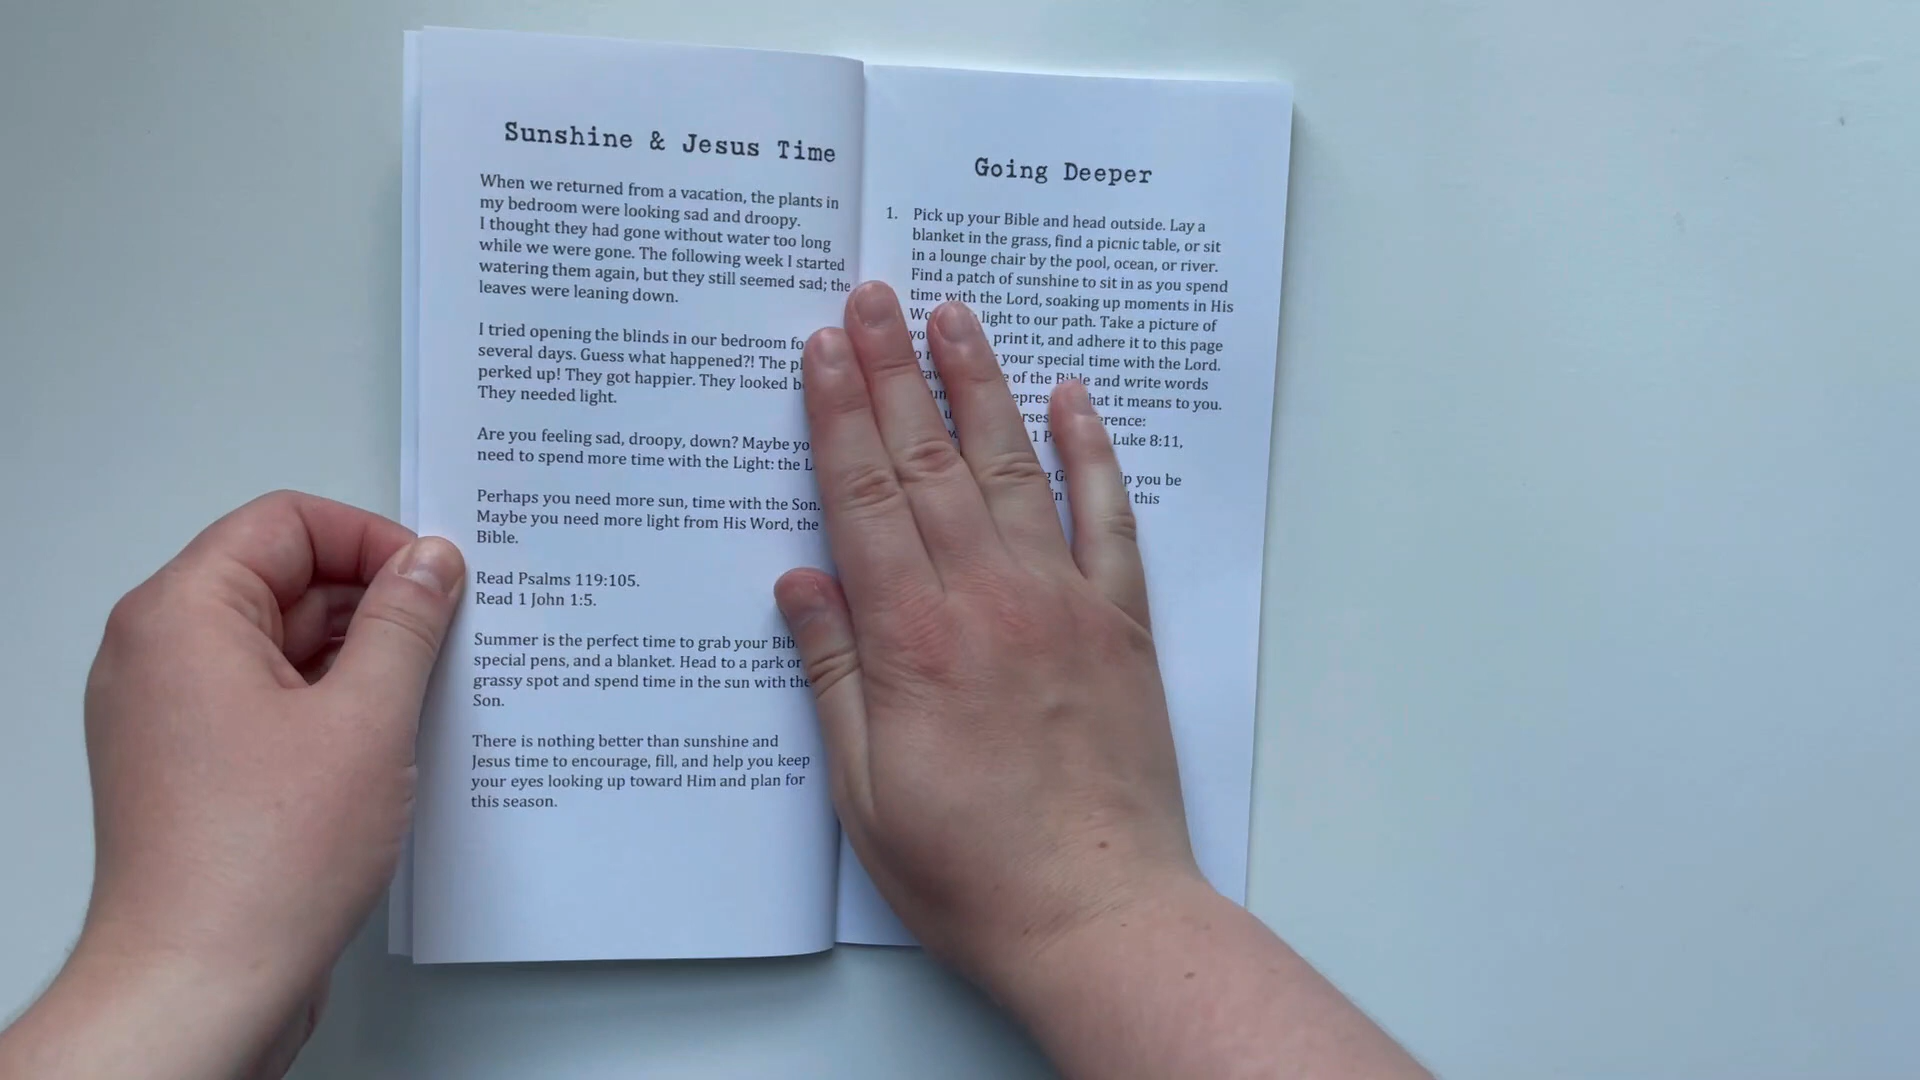 Sunshine & Jesus Time
When we returned from a vacation, the plants in
my bedroom were looking sad and droopy.
I thought they had gone without water too long
while we were gone. The following week I started
watering them again, but they still seemed sad; the
leaves were leaning down.
I tried opening the blinds in our bedroom
several days. Guess what happened?! The
perked up! They got happier. They looked
They needed light.
Are you feeling sad, droopy, down? Maybe
need to spend more time with the Light: the
Perhaps you need more sun, time with the Son.
Maybe you need more light from His Word, the
Bible.
Read Psalms 119:105.
Read 1 John 1:5.
Summer is the perfect time to grab your
special pens, and a blanket. Head to a park or
grassy spot and spend time in the sun with the
Son.
There is nothing better than sunshine and
Jesus time to encourage, fill, and help you keep
your eyes looking up toward Him and plan for
this season.
Going Deeper
1. Pick up your Bible and head outside. Lay a
blanket in the grass, find a picnic table, or sit
in a lounge chair by the pool, ocean, or river.
Find a patch of sunshine to sit in as you spend
time with the Lord, soaking up moments in His
light to our path. Take a picture of
print it, and adhere it to this page
your special time with the Lord.
of the Bible and write words
what it means to you.
Luke 8:11,
you be
this